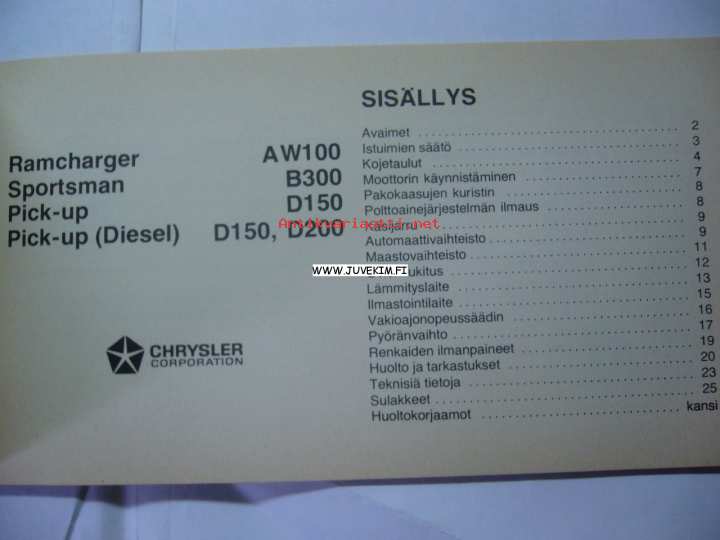 Ramcharger AW100
Sportsman B300
Pick-up D150
Pick-up (Diesel) D150, D200
CHRYSLER
CORPORATION
SISÄLLYS
Avaimet 2
Istuimien säätö 3
Kojetaulut 4
Moottorin käynnistäminen 7
Pakokaasujen kuristin 8
Polttoainejärjestelmän ilmaus 8
Käsijarru 9
Automaattivaihteisto 9
Maastovaihteisto 11
12
Lämmityslaite 13
Ilmastointilaite 15
Vakioajonopeussäädin 16
Pyöränvaihto 17
Renkaiden ilmanpaineet 19
Huolto ja tarkastukset 20
Teknisiä tietoja 23
Sulakkeet 25
Huoltokorjaamot kansi
Antikvariaatti.net
WWW.JUVEKIM.FI